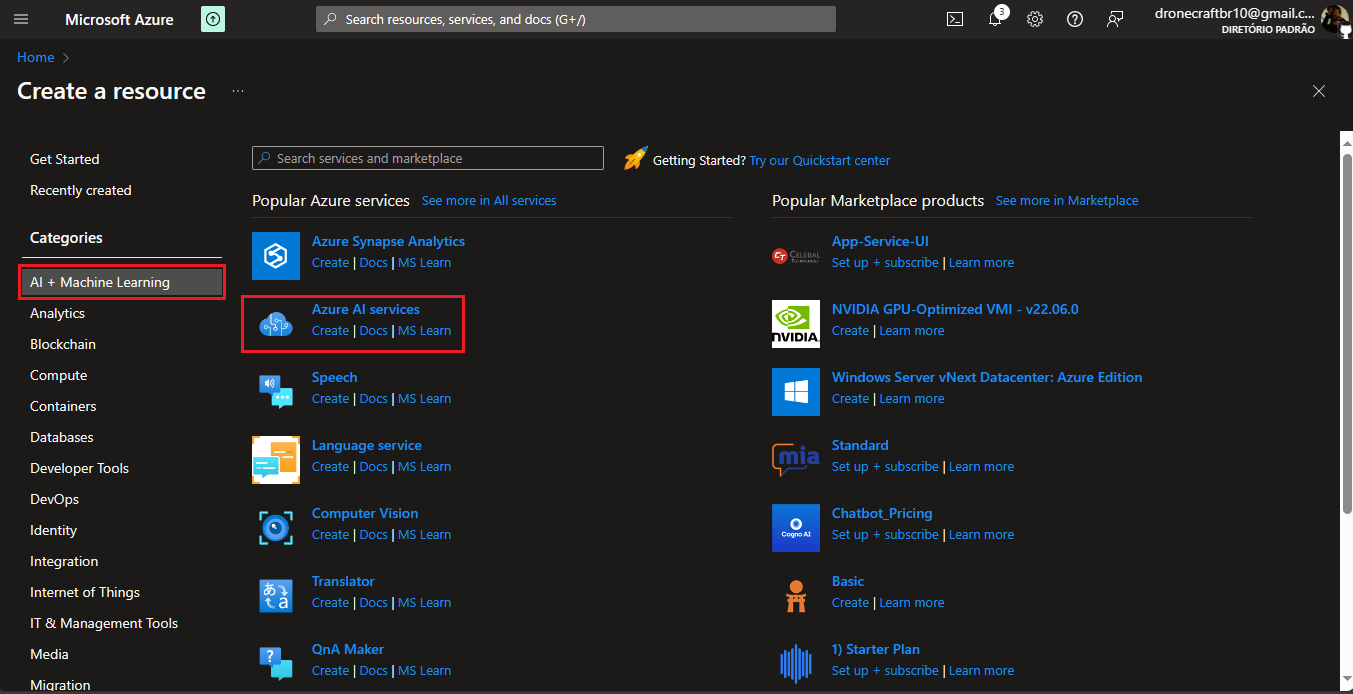 Microsoft Azure
Search resources, services, and docs (G+/)
3
dronecraftbr10@gmail.c...
DIRETÓRIO PADRÃO
Home
Create a resource
...
Get Started
Recently created
Categories
AI + Machine Learning
Analytics
Blockchain
Compute
Containers
Databases
Developer Tools
DevOps
Identity
Integration
Internet of Things
IT & Management Tools
Media
Migration
Search services and marketplace
Getting Started? Try our Quickstart center
Popular Azure services See more in All services
Azure Synapse Analytics
Create | Docs | MS Learn
Azure AI services
Create | Docs | MS Learn
Speech
Create | Docs | MS Learn
Language service
Create | Docs | MS Learn
Computer Vision
Create | Docs | MS Learn
あ
a
Translator
Create | Docs | MS Learn
?
QnA Maker
Create | Docs | MS Learn
Popular Marketplace products See more in Marketplace
CT CELEBAL
TECHNOLOGIES
App-Service-UI
Set up + subscribe | Learn more
NVIDIA
NVIDIA GPU-Optimized VMI - v22.06.0
Create | Learn more
Windows Server vNext Datacenter: Azure Edition
Create | Learn more
mia
Standard
Set up + subscribe | Learn more
Cogno AI
Chatbot_Pricing
Set up + subscribe | Learn more
Basic
Create | Learn more
1) Starter Plan
Set up + subscribe | Learn more